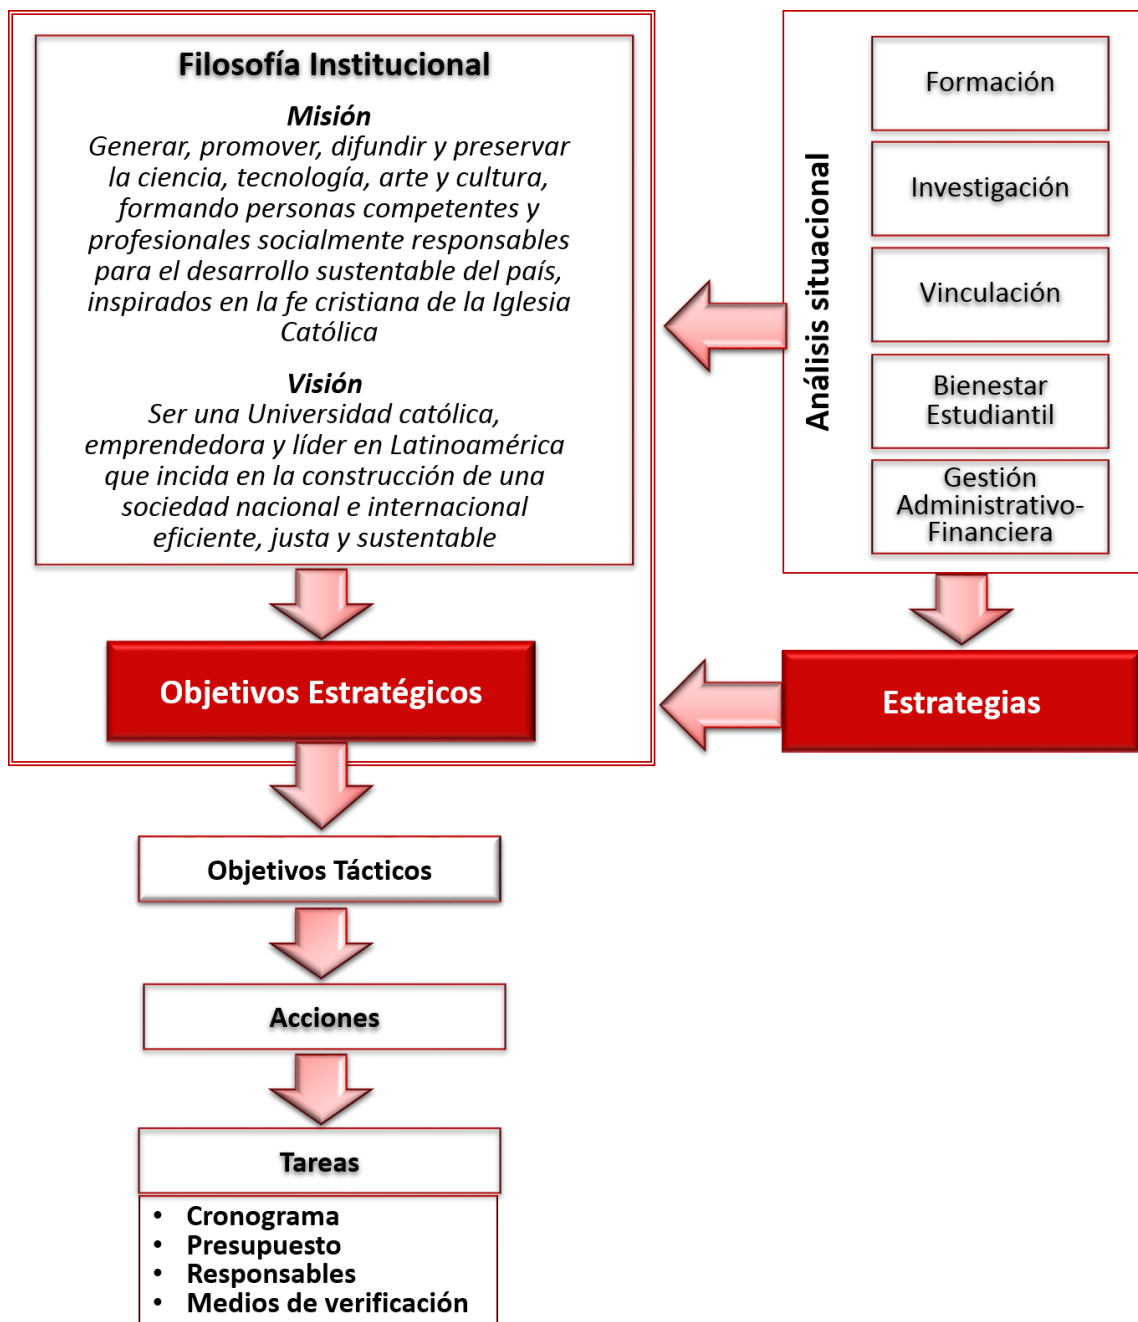 Filosofía Institucional
Misión
Generar, promover, difundir y preservar
la ciencia, tecnología, arte y cultura,
formando personas competentes y
profesionales socialmente responsables
para el desarrollo sustentable del país,
inspirados en la fe cristiana de la Iglesia
Católica
Visión
Ser una Universidad católica,
emprendedora y líder en Latinoamérica
que incida en la construcción de una
sociedad nacional e internacional
eficiente, justa y sustentable
Análisis situacional
Formación
Investigación
Vinculación
Bienestar
Estudiantil
Gestión
Administrativo-
Financiera
Objetivos Estratégicos
Estrategias
Objetivos Tácticos
Acciones
Tareas
• Cronograma
• Presupuesto
• Responsables
• Medios de verificación